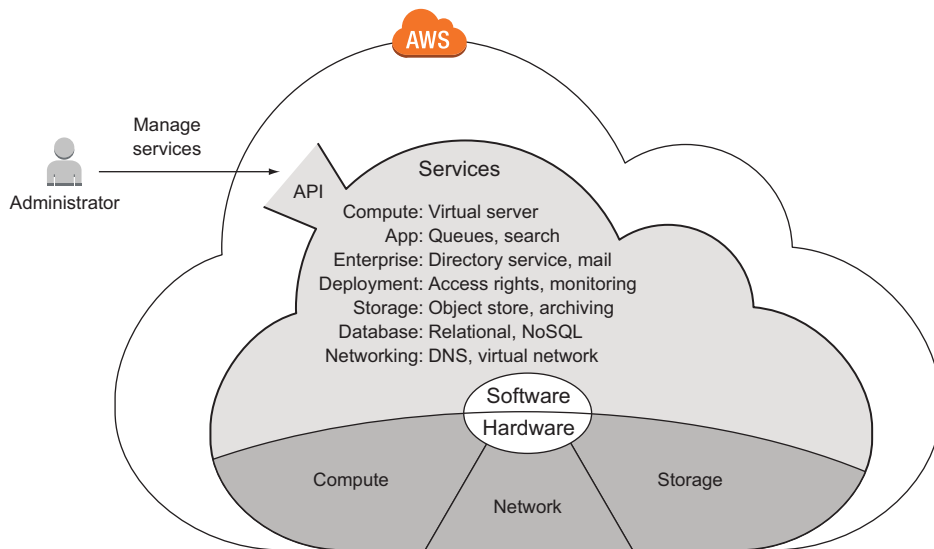 AWS
Manage
services
Administrator
API
Services
Compute: Virtual server
App: Queues, search
Enterprise: Directory service, mail
Deployment: Access rights, monitoring
Storage: Object store, archiving
Database: Relational, NoSQL
Networking: DNS, virtual network
Software
Hardware
Compute
Network
Storage